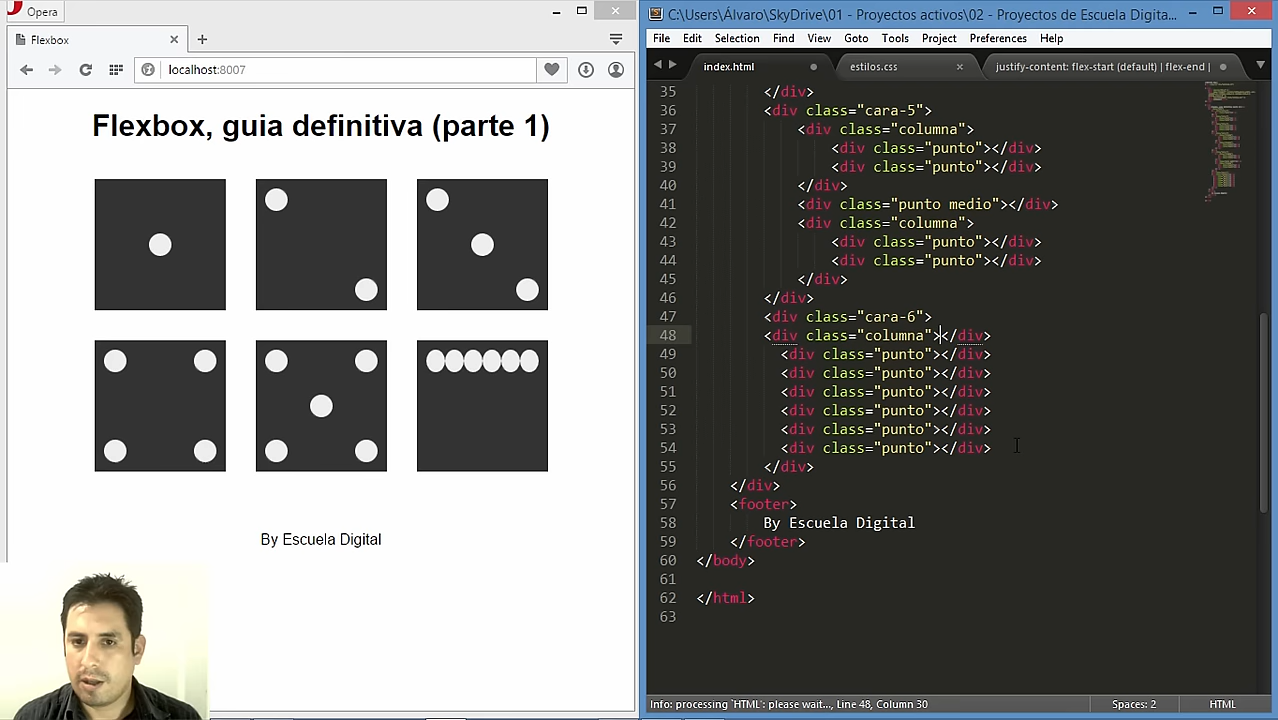 Opera
Flexbox
localhost:8007
Flexbox, guia definitiva (parte 1)
By Escuela Digital
C:\Users\Álvaro\SkyDrive\01 - Proyectos activos\02 - Proyectos de Escuela Digita...
File Edit Selection Find View Goto Tools Project Preferences Help
index.html estilos.css justify-content: flex-start (default) | flex-end |
35 </div>
36 <div class="cara-5">
37 <div class="columna">
38 <div class="punto"></div>
39 <div class="punto"></div>
40 </div>
41 <div class="punto medio"></div>
42 <div class="columna">
43 <div class="punto"></div>
44 <div class="punto"></div>
45 </div>
46 </div>
47 <div class="cara-6">
48 <div class="columna"></div>
49 <div class="punto"></div>
50 <div class="punto"></div>
51 <div class="punto"></div>
52 <div class="punto"></div>
53 <div class="punto"></div>
54 <div class="punto"></div>
55 </div>
56 </div>
57 <footer>
58 By Escuela Digital
59 </footer>
60 </body>
61
62 </html>
63
Info: processing `HTML': please wait..., Line 48, Column 30 Spaces: 2 HTML